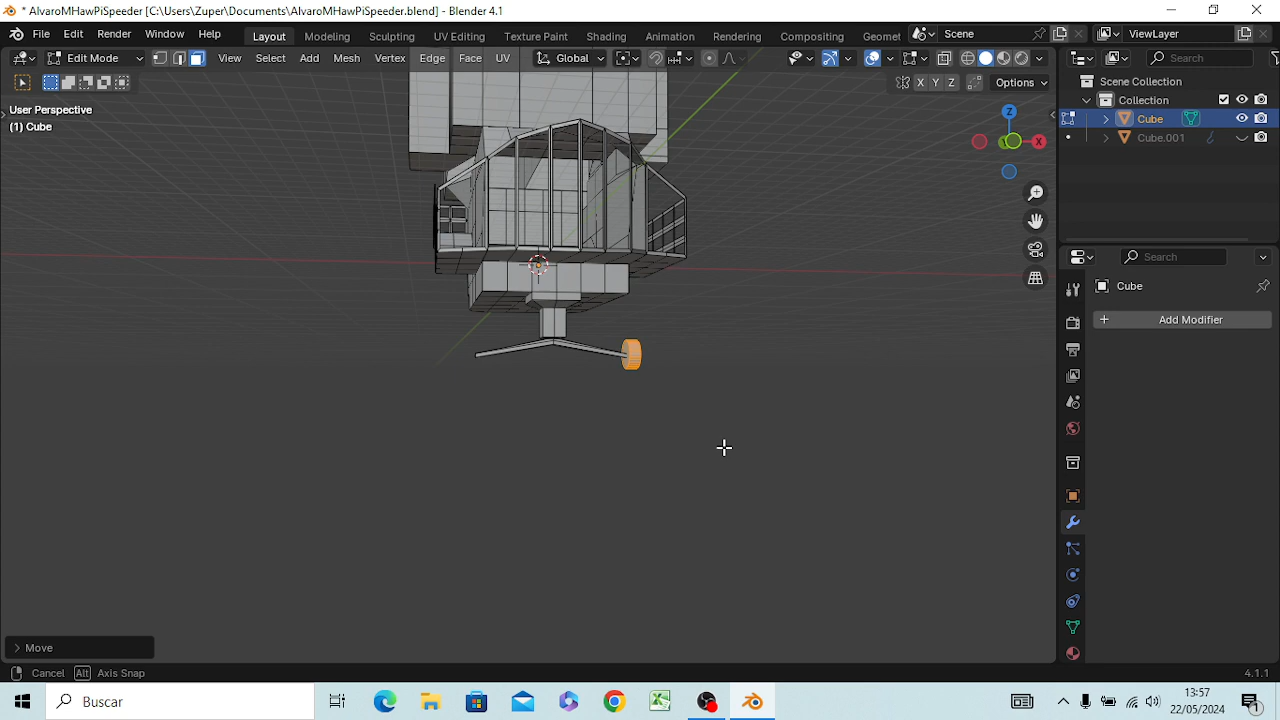 * AlvaroMHawPiSpeeder [C:\Users\Zuper\Documents\AlvaroMHawPiSpeeder.blend] - Blender 4.1
File Edit Render Window Help Layout Modeling Sculpting UV Editing Texture Paint Shading Animation Rendering Compositing Geomet Scene ViewLayer
Edit Mode View Select Add Mesh Vertex Edge Face UV Global Search
X Y Z Options
User Perspective
(1) Cube
Scene Collection
Collection
Cube
Cube.001
Z
X
Search
Cube
+ Add Modifier
> Move
Cancel Alt Axis Snap 4.1.1
Buscar
13:57
22/05/2024
1